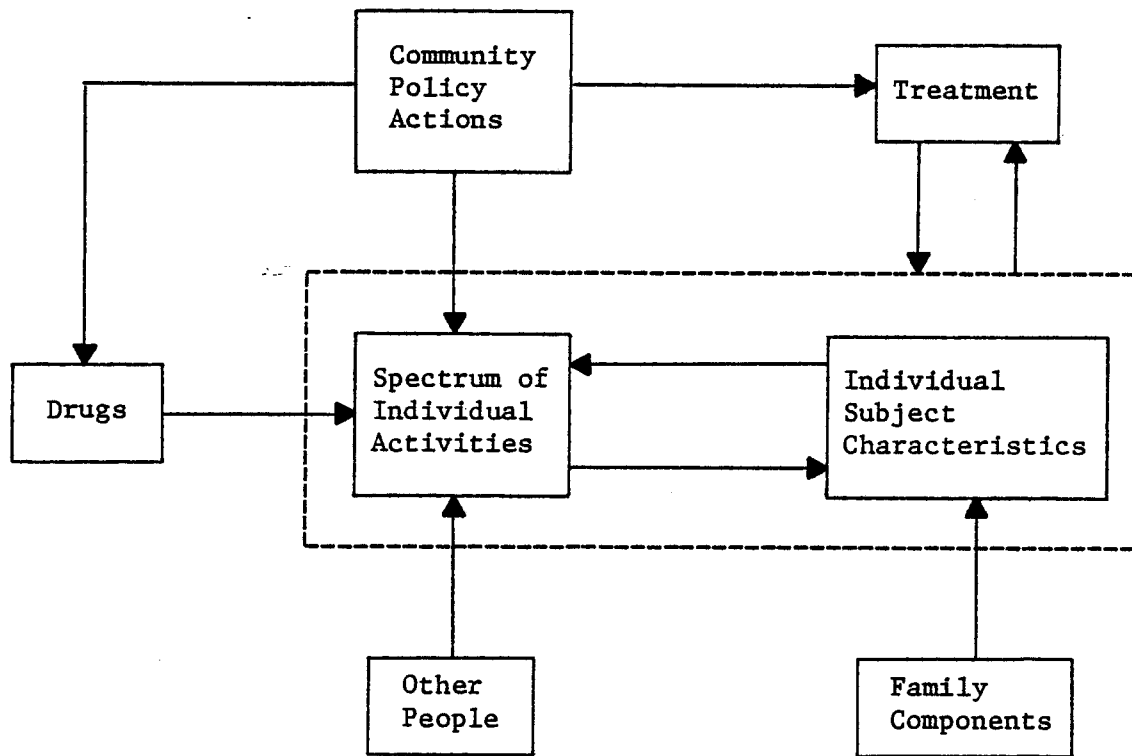 Community
Policy
Actions
Treatment
Drugs
Spectrum of
Individual
Activities
Individual
Subject
Characteristics
Other
People
Family
Components